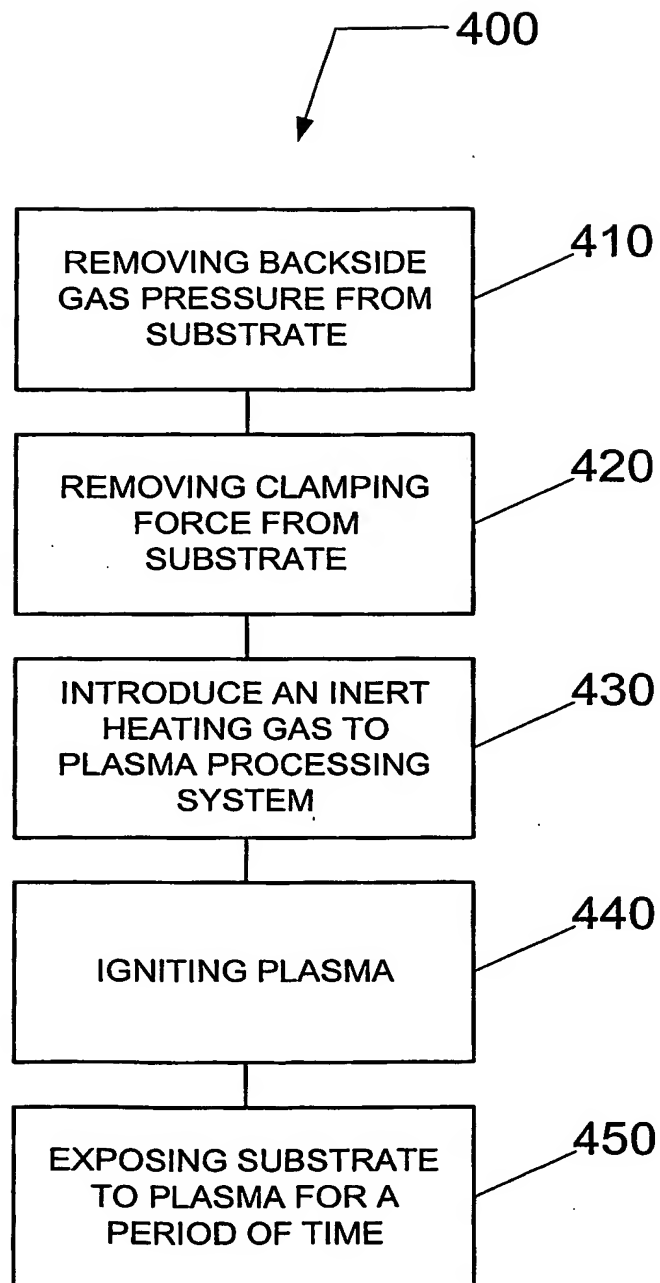 400
REMOVING BACKSIDE
GAS PRESSURE FROM
SUBSTRATE
410
REMOVING CLAMPING
FORCE FROM
SUBSTRATE
420
INTRODUCE AN INERT
HEATING GAS TO
PLASMA PROCESSING
SYSTEM
430
IGNITING PLASMA
440
EXPOSING SUBSTRATE
TO PLASMA FOR A
PERIOD OF TIME
450